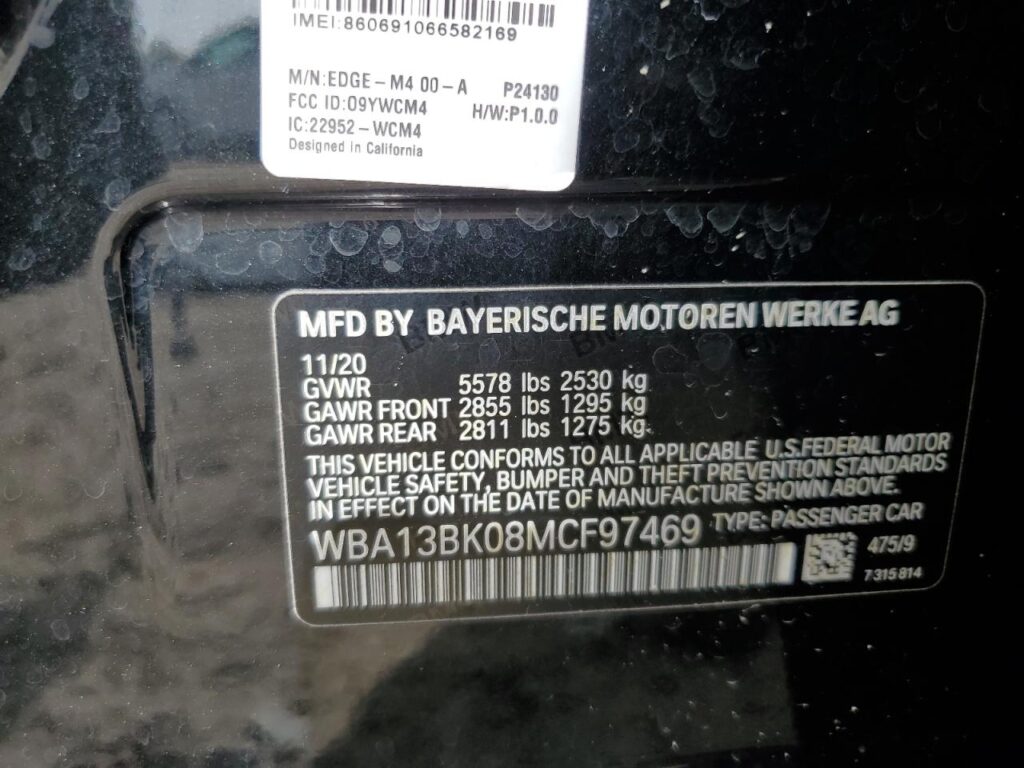 IMEI:860691066582169
M/N:EDGE-M4 00-A P24130
FCC ID:O9YWCM4 H/W:P1.0.0
IC:22952-WCM4
Designed in California
MFD BY BAYERISCHE MOTOREN WERKE AG
11/20
GVWR 5578 lbs 2530 kg
GAWR FRONT 2855 lbs 1295 kg
GAWR REAR 2811 lbs 1275 kg
THIS VEHICLE CONFORMS TO ALL APPLICABLE U.S.FEDERAL MOTOR
VEHICLE SAFETY, BUMPER AND THEFT PREVENTION STANDARDS
IN EFFECT ON THE DATE OF MANUFACTURE SHOWN ABOVE.
WBA13BK08MCF97469 TYPE: PASSENGER CAR
475/9
7315814